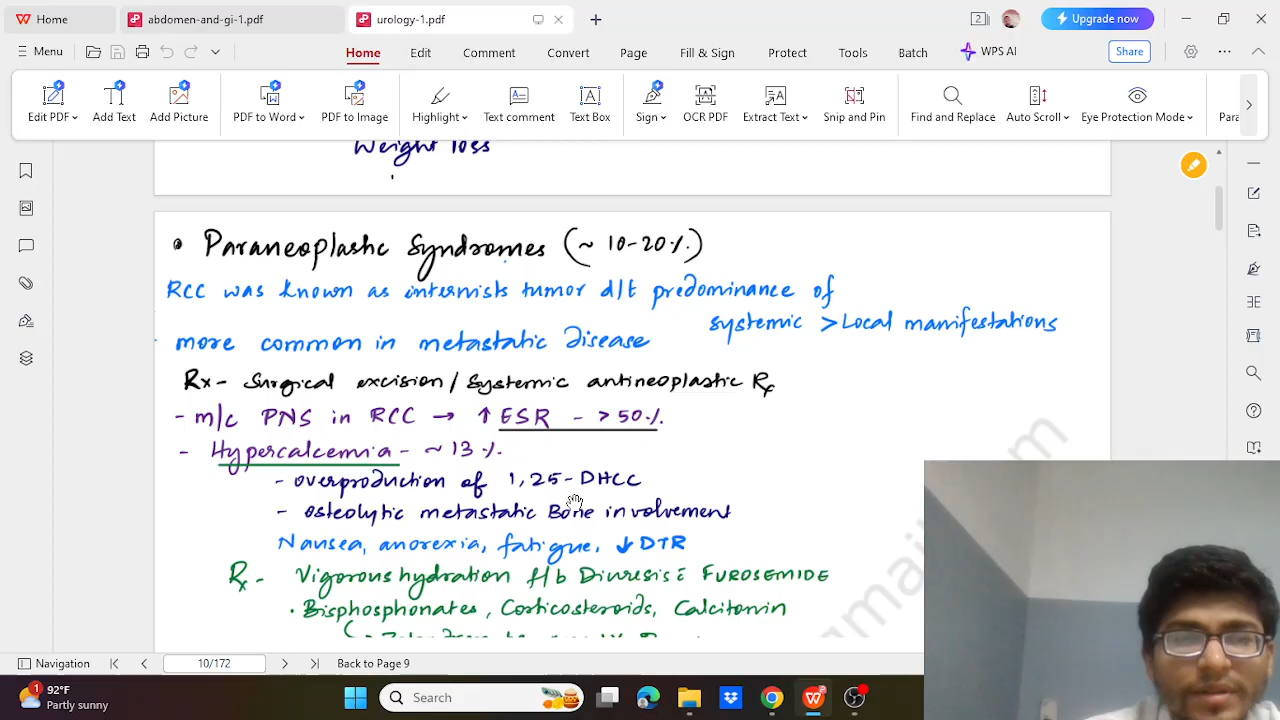 Home
abdomen-and-gi-1.pdf
urology-1.pdf
2
Upgrade now
Menu
Home
Edit
Comment
Convert
Page
Fill & Sign
Protect
Tools
Batch
WPS AI
Share
Edit PDF
Add Text
Add Picture
PDF to Word
PDF to Image
Highlight
Text comment
Text Box
Sign
OCR PDF
Extract Text
Snip and Pin
Find and Replace
Auto Scroll
Eye Protection Mode
Para
Weight loss
• Paraneoplastic Syndromes (~ 10-20%)
RCC was known as internists tumor d/t predominance of
systemic > Local manifestations
more common in metastatic disease
Rx - Surgical excision / Systemic antineoplastic Rx
- m/c PNS in RCC → ↑ ESR - >50%.
- Hypercalcemia - ~13%.
- overproduction of 1,25-DHCC
- osteolytic metastatic Bone involvement
Nausea, anorexia, fatigue, ↓ DTR
Rx - Vigorous hydration f/b Diuresis c̄ FUROSEMIDE
· Bisphosphonates, Corticosteroids, Calcitonin
gmail
Navigation
10/172
Back to Page 9
1
92°F
Partly sunny
Search